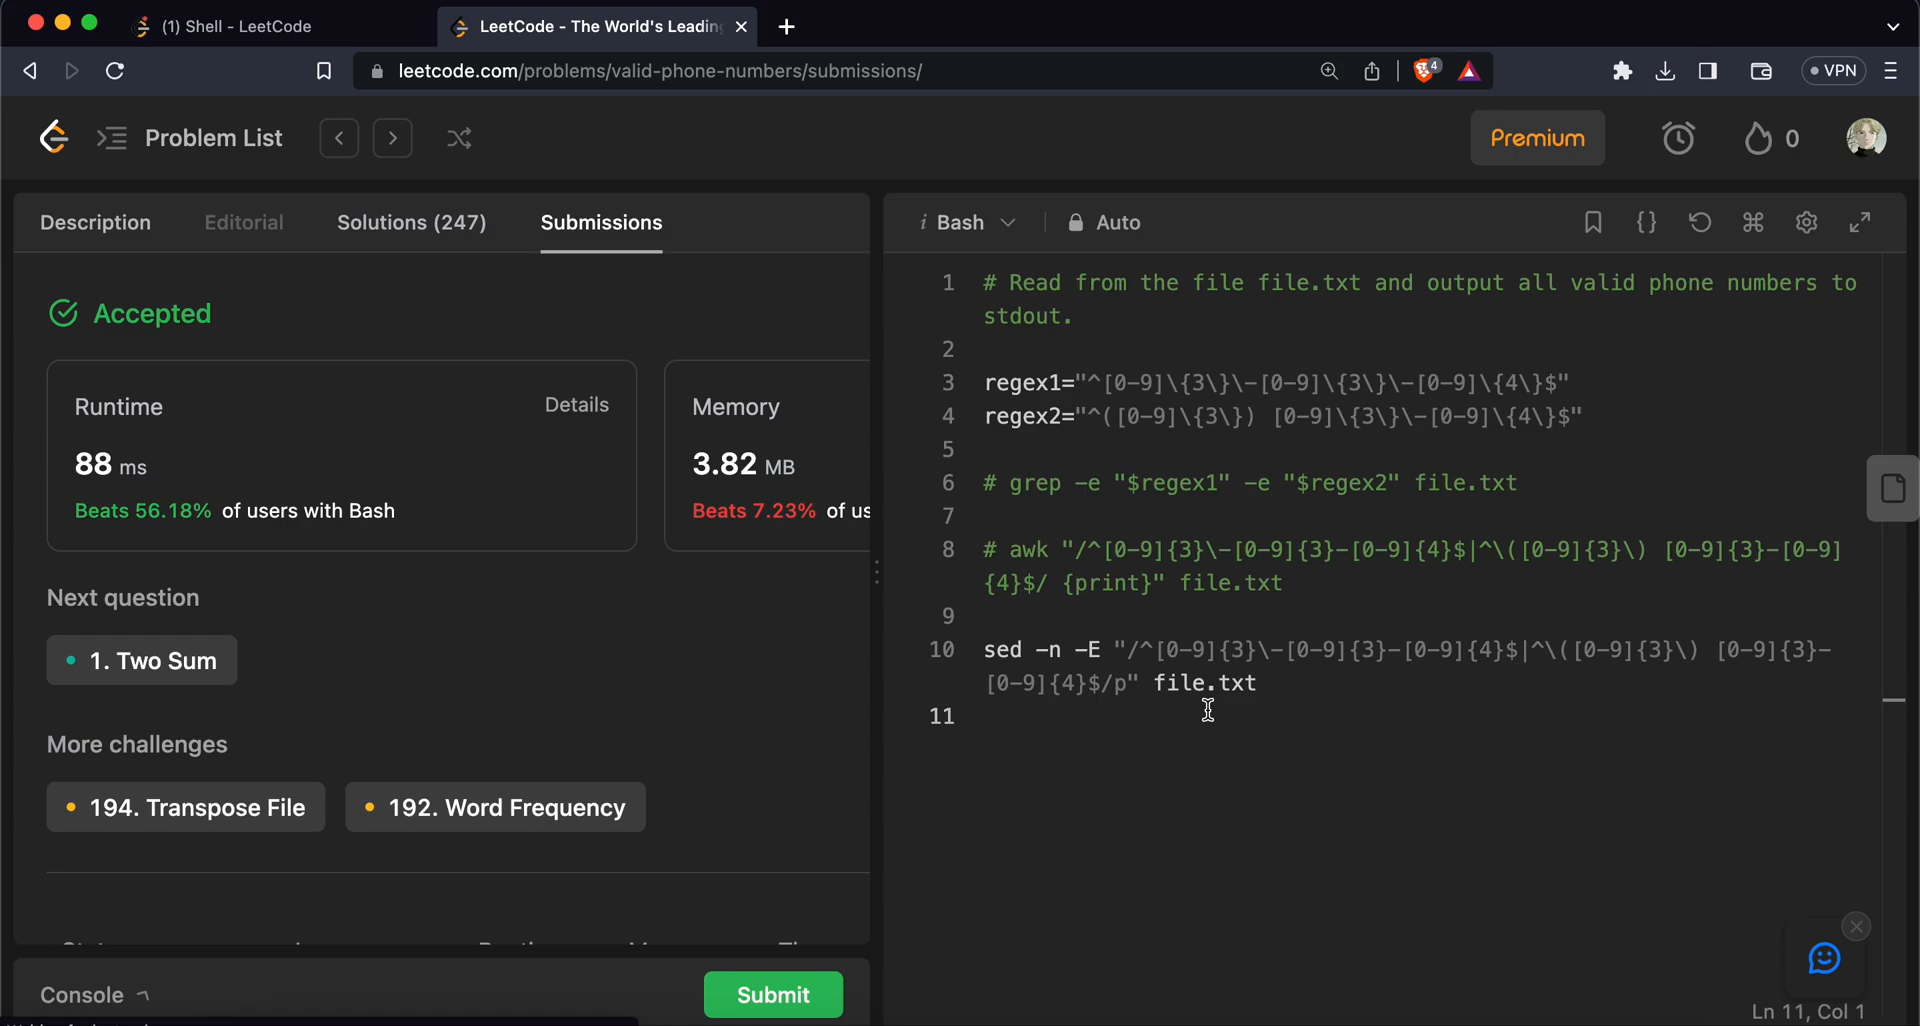 (1) Shell - LeetCode
LeetCode - The World's Leading
leetcode.com/problems/valid-phone-numbers/submissions/
4
VPN
Problem List
Premium
0
Description
Editorial
Solutions (247)
Submissions
Accepted
Runtime
Details
88 ms
Beats 56.18% of users with Bash
Memory
3.82 MB
Beats 7.23% of us
Next question
1. Two Sum
More challenges
194. Transpose File
192. Word Frequency
Console
Submit
i Bash
Auto
1 # Read from the file file.txt and output all valid phone numbers to
stdout.
2
3 regex1="^[0-9]\{3\}\-[0-9]\{3\}\-[0-9]\{4\}$"
4 regex2="^([0-9]\{3\}) [0-9]\{3\}\-[0-9]\{4\}$"
5
6 # grep -e "$regex1" -e "$regex2" file.txt
7
8 # awk "/^[0-9]{3}\-[0-9]{3}-[0-9]{4}$|^\([0-9]{3}\) [0-9]{3}-[0-9]
{4}$/ {print}" file.txt
9
10 sed -n -E "/^[0-9]{3}\-[0-9]{3}-[0-9]{4}$|^\([0-9]{3}\) [0-9]{3}-
[0-9]{4}$/p" file.txt
11
Ln 11, Col 1